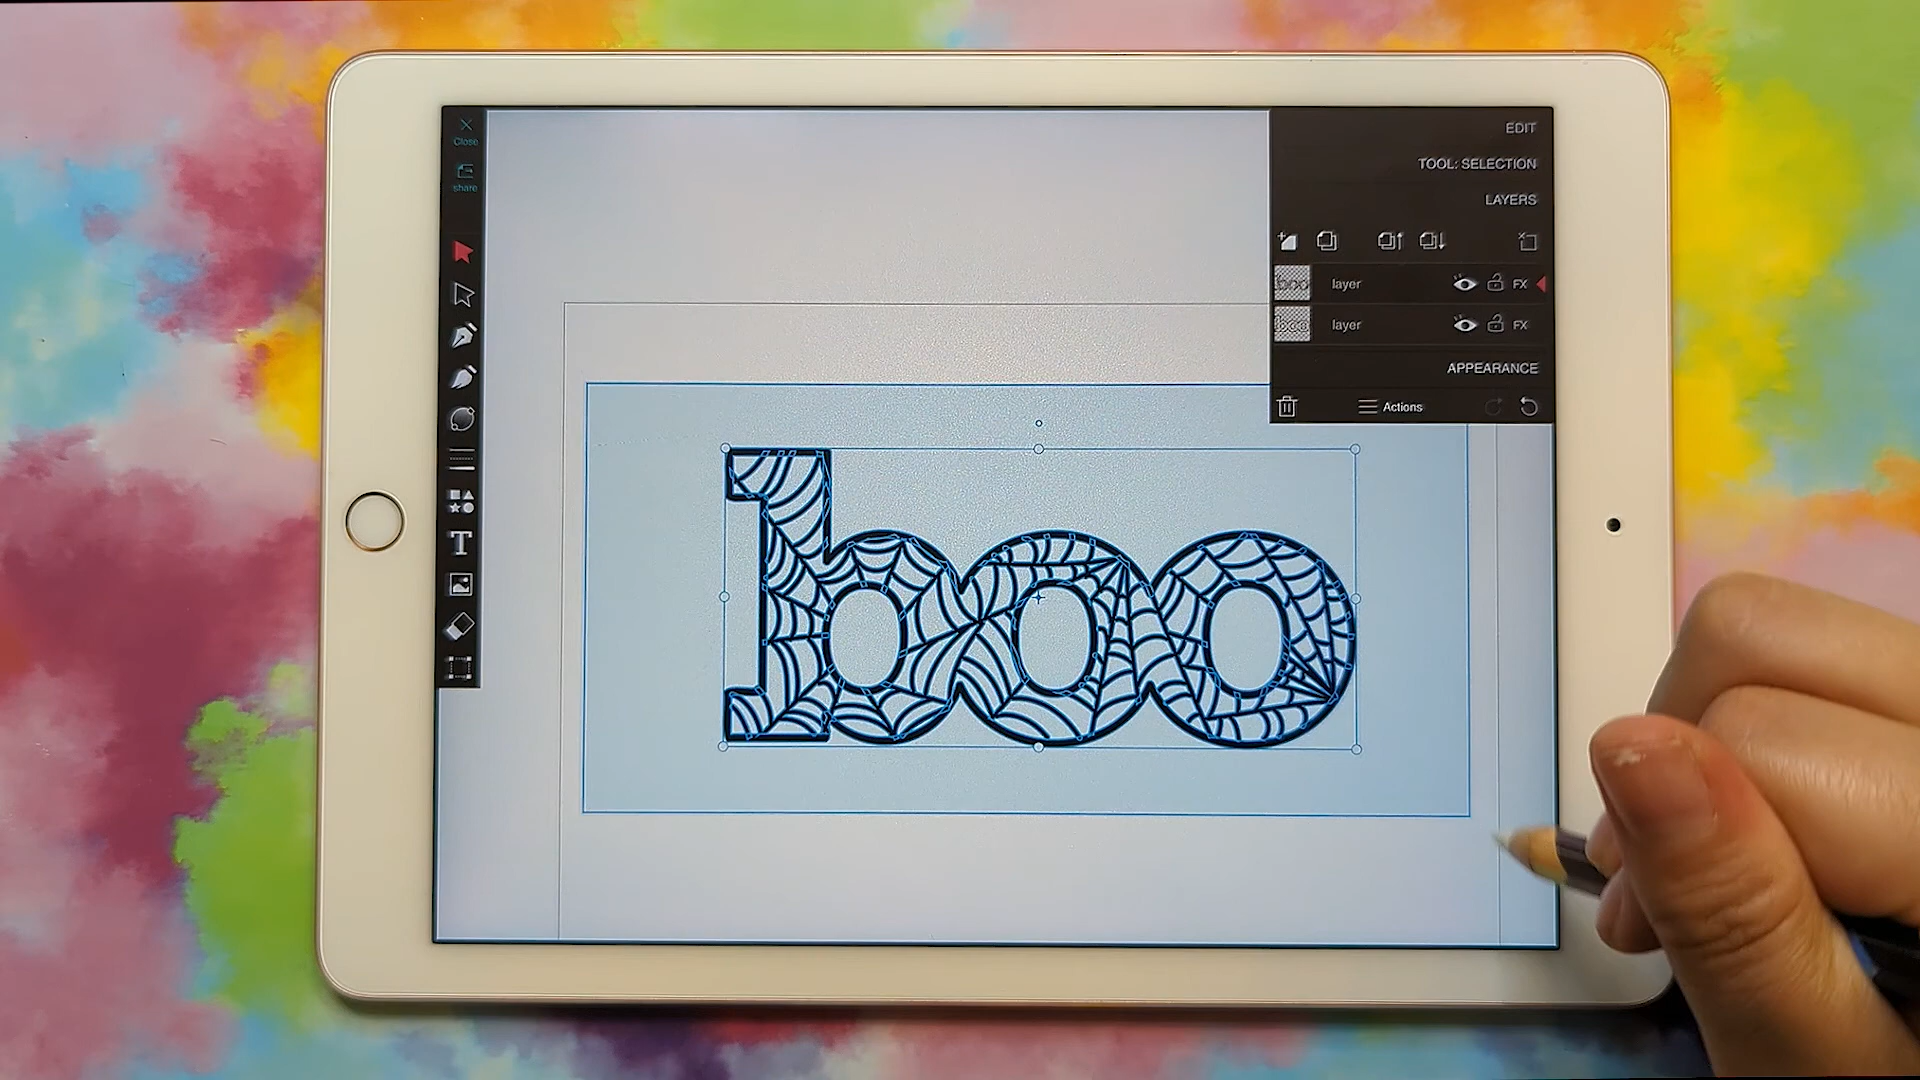 Close
share
T
boo
EDIT
TOOL: SELECTION
LAYERS
layer FX
layer FX
APPEARANCE
Actions